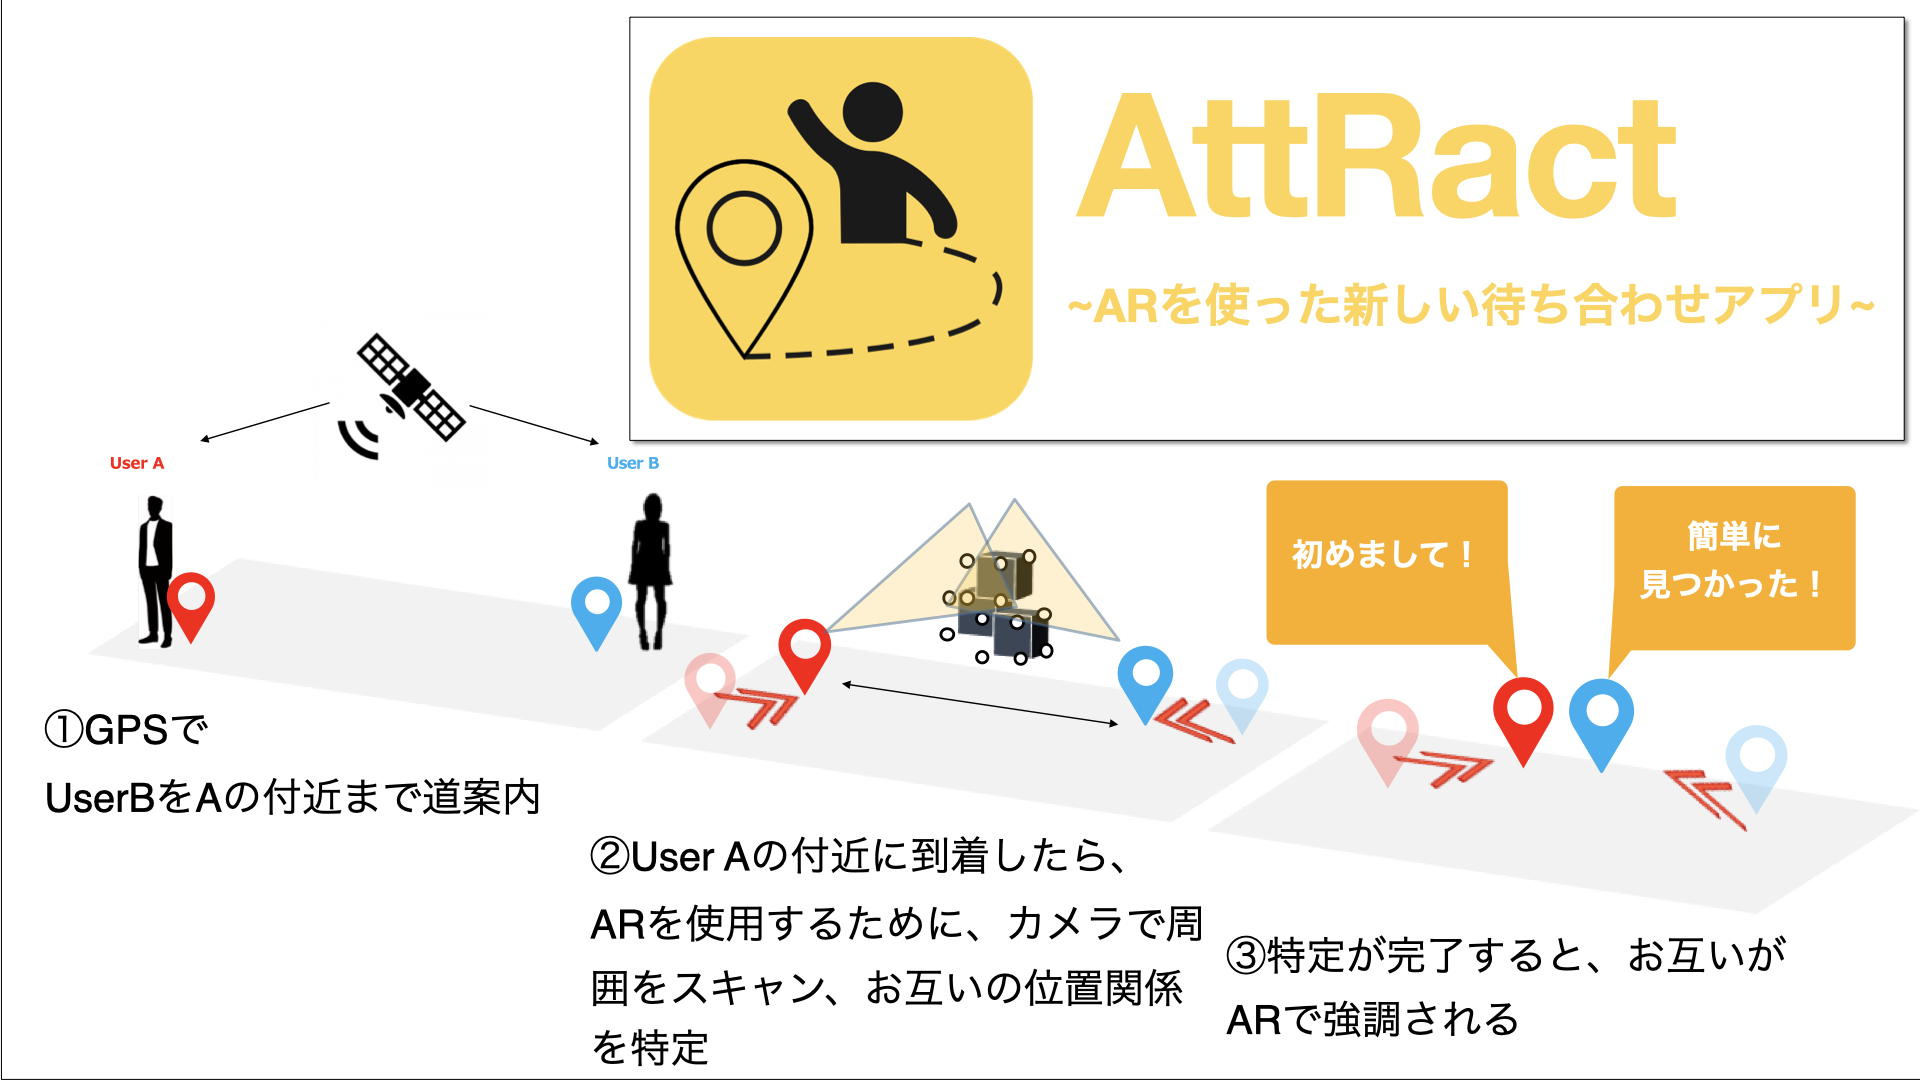 AttRact
~ARを使った新しい待ち合わせアプリ~
User A
User B
初めまして！
簡単に
見つかった！
①GPSで
UserBをAの付近まで道案内
②User Aの付近に到着したら、
ARを使用するために、カメラで周
囲をスキャン、お互いの位置関係
を特定
③特定が完了すると、お互いが
ARで強調される